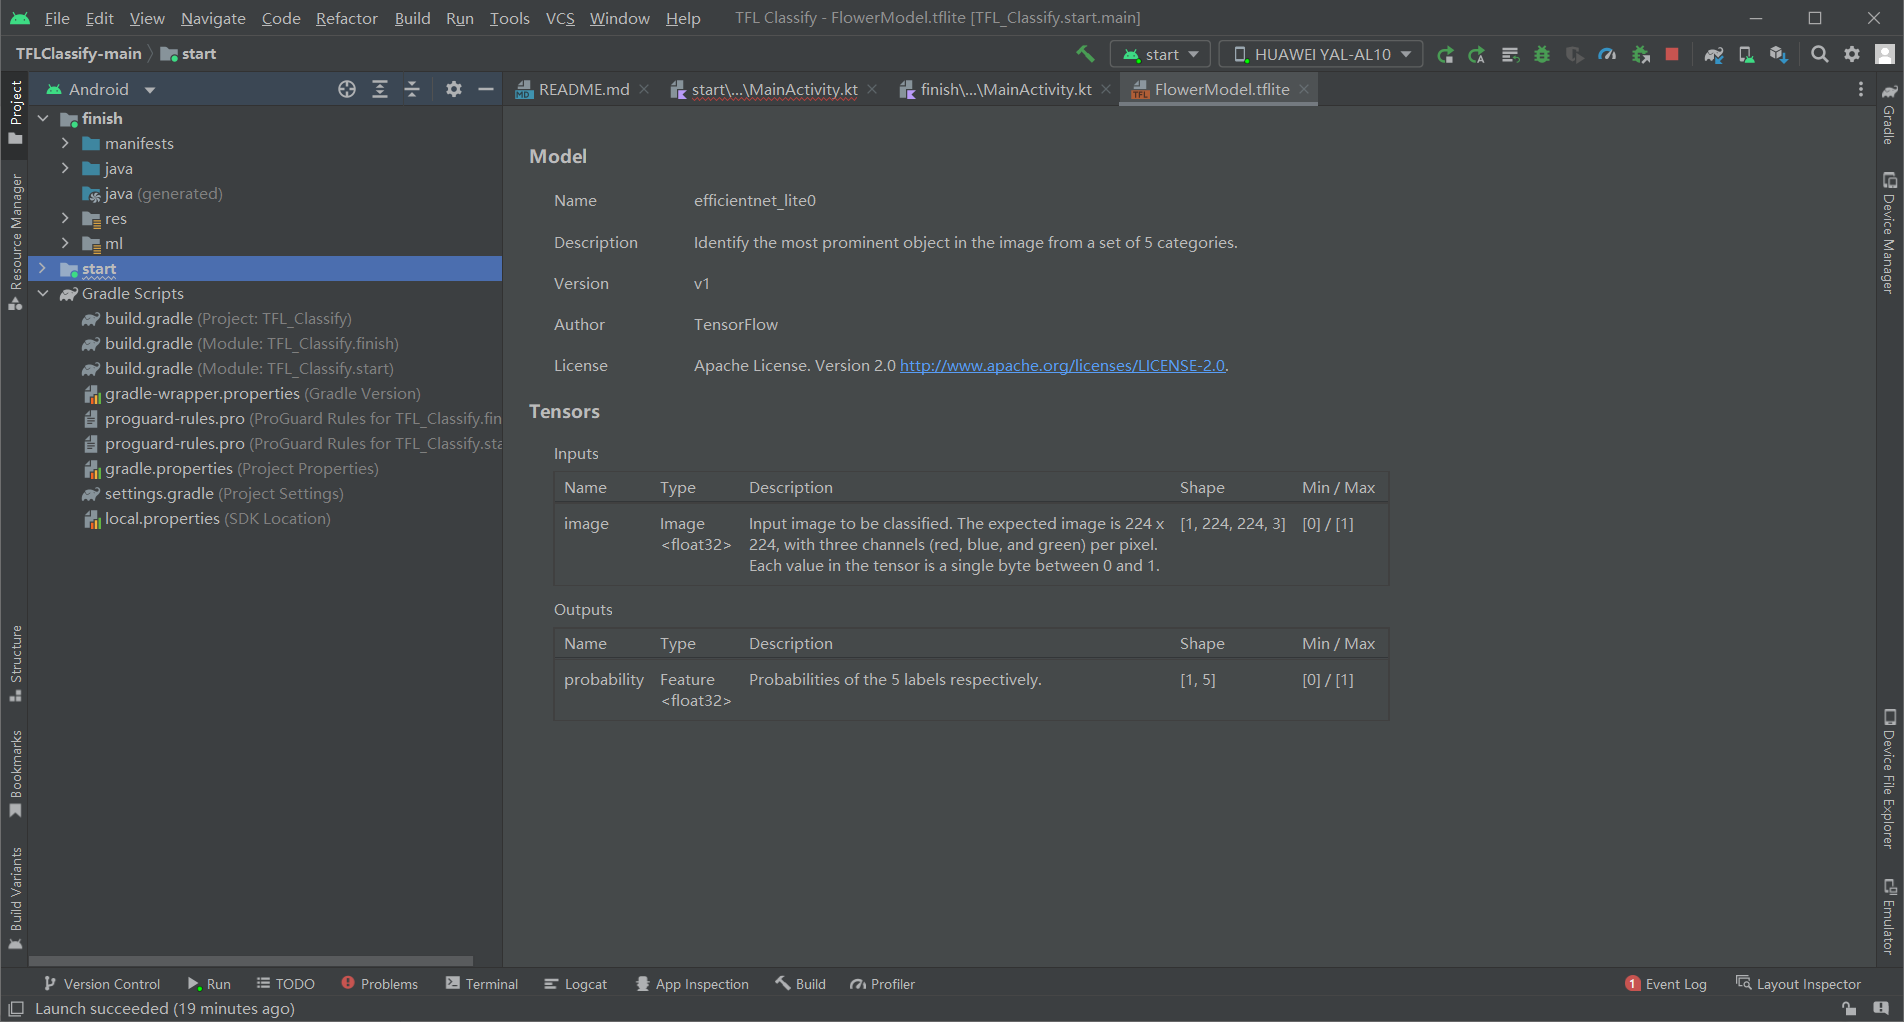 File Edit View Navigate Code Refactor Build Run Tools VCS Window Help TFL Classify - FlowerModel.tflite [TFL_Classify.start.main]
TFLClassify-main start
start HUAWEI YAL-AL10
Android
README.md start\...\MainActivity.kt finish\...\MainActivity.kt FlowerModel.tflite
Project
Resource Manager
Structure
Bookmarks
Build Variants
finish
manifests
java
java (generated)
res
ml
start
Gradle Scripts
build.gradle (Project: TFL_Classify)
build.gradle (Module: TFL_Classify.finish)
build.gradle (Module: TFL_Classify.start)
gradle-wrapper.properties (Gradle Version)
proguard-rules.pro (ProGuard Rules for TFL_Classify.fin
proguard-rules.pro (ProGuard Rules for TFL_Classify.sta
gradle.properties (Project Properties)
settings.gradle (Project Settings)
local.properties (SDK Location)
Model
Name efficientnet_lite0
Description Identify the most prominent object in the image from a set of 5 categories.
Version v1
Author TensorFlow
License Apache License. Version 2.0 http://www.apache.org/licenses/LICENSE-2.0.
Tensors
Inputs
Name Type Description Shape Min / Max
image Image Input image to be classified. The expected image is 224 x [1, 224, 224, 3] [0] / [1]
<float32> 224, with three channels (red, blue, and green) per pixel.
Each value in the tensor is a single byte between 0 and 1.
Outputs
Name Type Description Shape Min / Max
probability Feature Probabilities of the 5 labels respectively. [1, 5] [0] / [1]
<float32>
Gradle
Device Manager
Device File Explorer
Emulator
Version Control Run TODO Problems Terminal Logcat App Inspection Build Profiler 1 Event Log Layout Inspector
Launch succeeded (19 minutes ago)